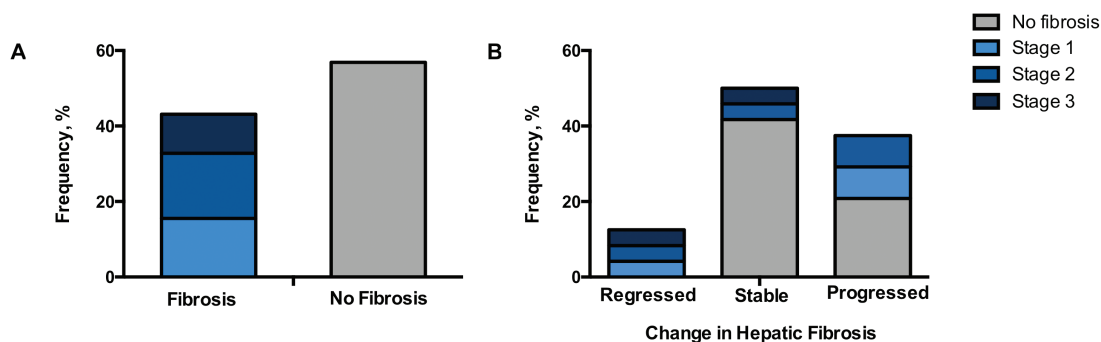 A
60
40
20
0
Frequency, %
Fibrosis
No Fibrosis
B
60
40
20
0
Frequency, %
Regressed
Stable
Progressed
Change in Hepatic Fibrosis
No fibrosis
Stage 1
Stage 2
Stage 3